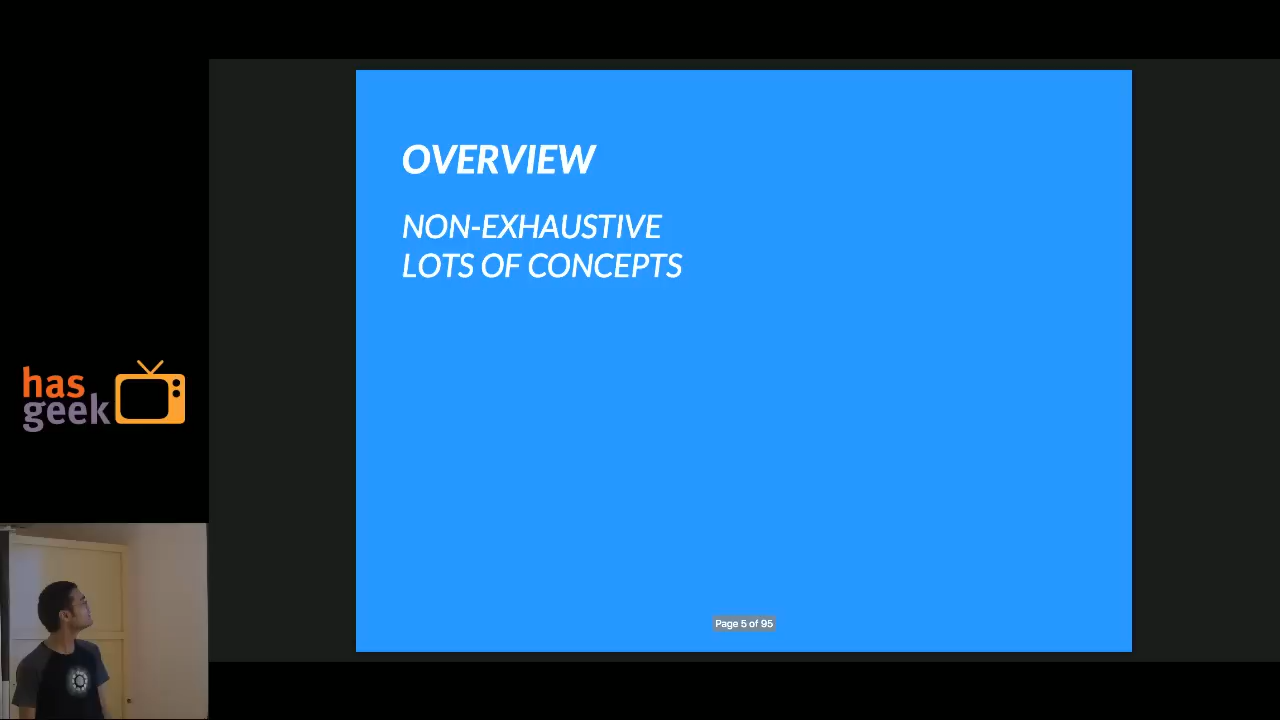 OVERVIEW
NON-EXHAUSTIVE
LOTS OF CONCEPTS
has
geek
Page 5 of 95